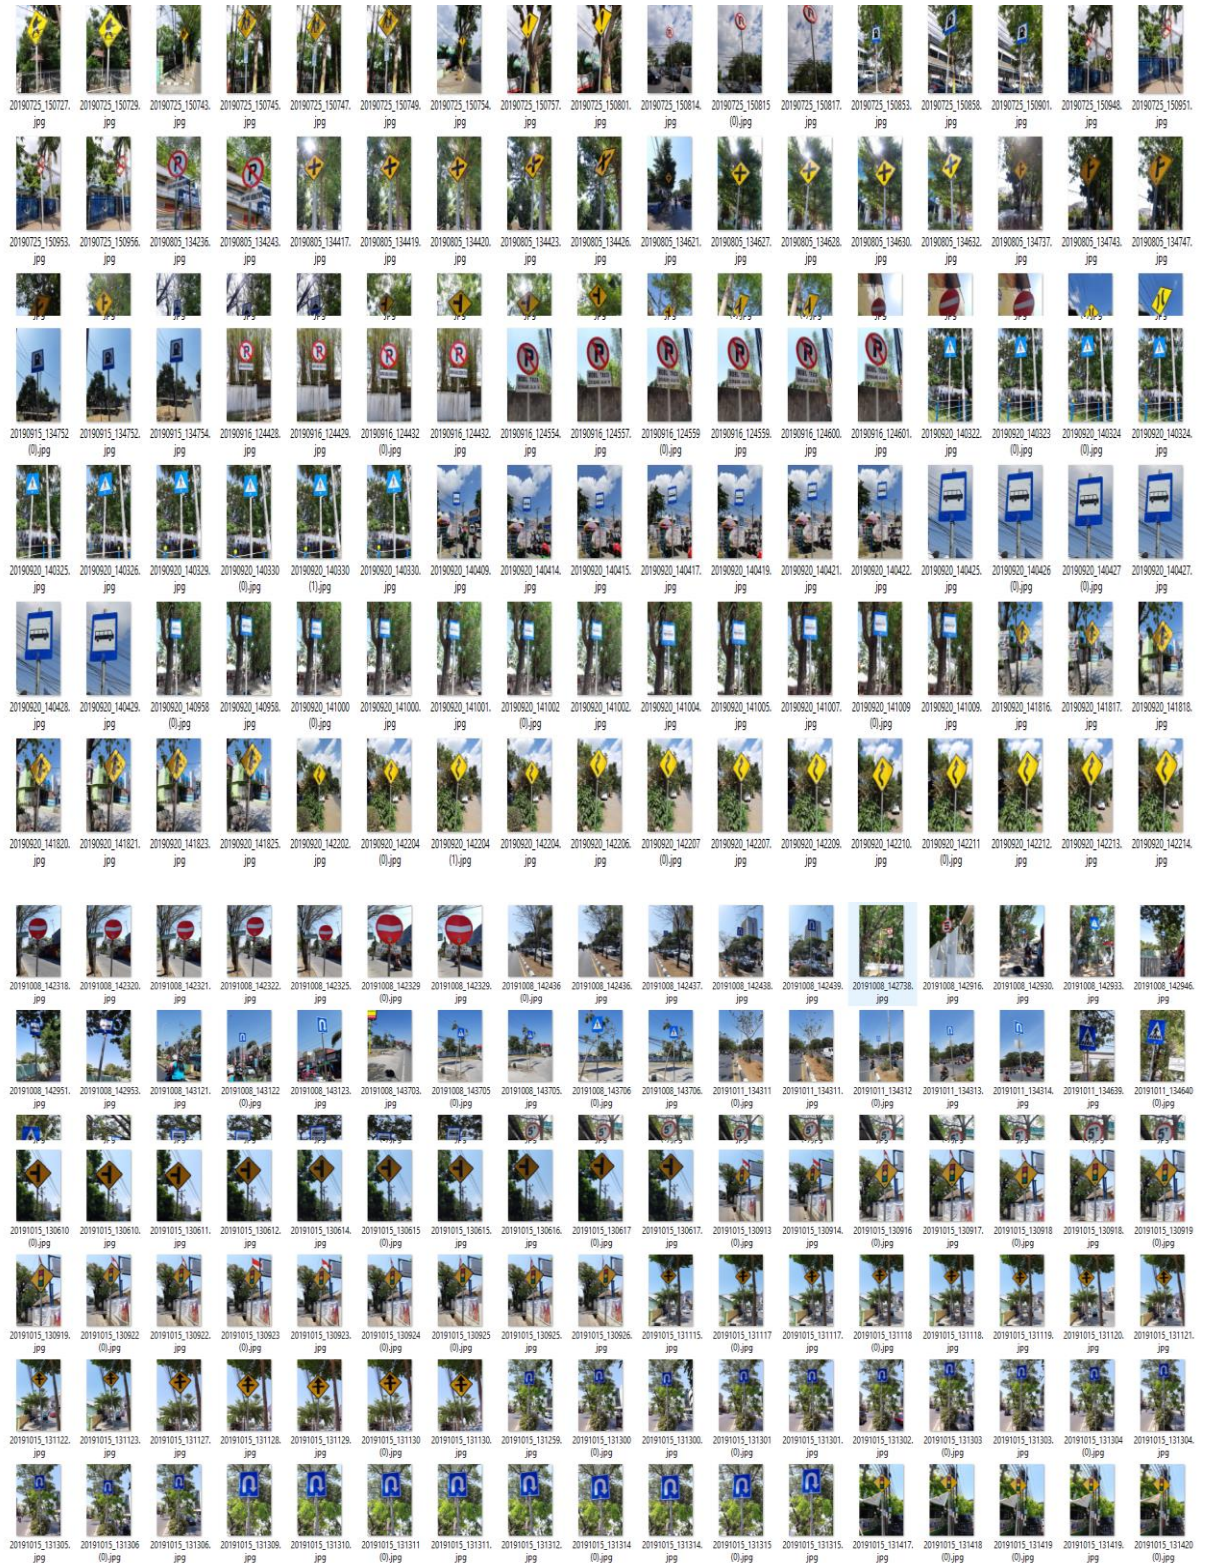 20190725_150727. 20190725_150729. 20190725_150743. 20190725_150745. 20190725_150747. 20190725_150749. 20190725_150754. 20190725_150757. 20190725_150801. 20190725_150814. 20190725_150815 20190725_150817. 20190725_150853. 20190725_150858. 20190725_150901. 20190725_150948. 20190725_150951.
jpg jpg jpg jpg jpg jpg jpg jpg jpg jpg (0).jpg jpg jpg jpg jpg jpg jpg
20190725_150953. 20190725_150956. 20190805_134236. 20190805_134243. 20190805_134417. 20190805_134419. 20190805_134420. 20190805_134423. 20190805_134426. 20190805_134621. 20190805_134627. 20190805_134628. 20190805_134630. 20190805_134632. 20190805_134737. 20190805_134743. 20190805_134747.
jpg jpg jpg jpg jpg jpg jpg jpg jpg jpg jpg jpg jpg jpg jpg jpg jpg
20190915_134752 20190915_134752. 20190915_134754. 20190916_124428. 20190916_124429. 20190916_124432 20190916_124432. 20190916_124554. 20190916_124557. 20190916_124559 20190916_124559. 20190916_124600. 20190916_124601. 20190920_140322. 20190920_140323 20190920_140324 20190920_140324.
(0).jpg jpg jpg jpg jpg (0).jpg jpg jpg jpg (0).jpg jpg jpg jpg jpg (0).jpg (0).jpg jpg
20190920_140325. 20190920_140326. 20190920_140329. 20190920_140330 20190920_140330 20190920_140330. 20190920_140409. 20190920_140414. 20190920_140415. 20190920_140417. 20190920_140419. 20190920_140421. 20190920_140422. 20190920_140425. 20190920_140426 20190920_140427 20190920_140427.
jpg jpg jpg (0).jpg (1).jpg jpg jpg jpg jpg jpg jpg jpg jpg jpg (0).jpg (0).jpg jpg
20190920_140428. 20190920_140429. 20190920_140958 20190920_140958. 20190920_141000 20190920_141000. 20190920_141001. 20190920_141002 20190920_141002. 20190920_141004. 20190920_141005. 20190920_141007. 20190920_141009 20190920_141009. 20190920_141816. 20190920_141817. 20190920_141818.
jpg jpg (0).jpg jpg (0).jpg jpg jpg (0).jpg jpg jpg jpg jpg (0).jpg jpg jpg jpg jpg
20190920_141820. 20190920_141821. 20190920_141823. 20190920_141825. 20190920_142202. 20190920_142204 20190920_142204 20190920_142204. 20190920_142206. 20190920_142207 20190920_142207. 20190920_142209. 20190920_142210. 20190920_142211 20190920_142212. 20190920_142213. 20190920_142214.
jpg jpg jpg jpg jpg (0).jpg (1).jpg jpg jpg (0).jpg jpg jpg jpg (0).jpg jpg jpg jpg
20191008_142318. 20191008_142320. 20191008_142321. 20191008_142322. 20191008_142325. 20191008_142329 20191008_142329. 20191008_142436 20191008_142436. 20191008_142437. 20191008_142438. 20191008_142439. 20191008_142738. 20191008_142916. 20191008_142930. 20191008_142933. 20191008_142946.
jpg jpg jpg jpg jpg (0).jpg jpg (0).jpg jpg jpg jpg jpg jpg jpg jpg jpg jpg
20191008_142951. 20191008_142953. 20191008_143121. 20191008_143122 20191008_143123. 20191008_143703. 20191008_143705 20191008_143705. 20191008_143706 20191008_143706. 20191011_134311 20191011_134311. 20191011_134312 20191011_134313. 20191011_134314. 20191011_134639. 20191011_134640
jpg jpg jpg (0).jpg jpg jpg (0).jpg jpg (0).jpg jpg (0).jpg jpg (0).jpg jpg jpg jpg (0).jpg
20191015_130610 20191015_130610. 20191015_130611. 20191015_130612. 20191015_130614. 20191015_130615 20191015_130615. 20191015_130616. 20191015_130617 20191015_130617. 20191015_130913 20191015_130914. 20191015_130916 20191015_130917. 20191015_130918 20191015_130918. 20191015_130919
(0).jpg jpg jpg jpg jpg (0).jpg jpg jpg (0).jpg jpg (0).jpg jpg (0).jpg jpg (0).jpg jpg (0).jpg
20191015_130919. 20191015_130922 20191015_130922. 20191015_130923 20191015_130923. 20191015_130924 20191015_130925 20191015_130925. 20191015_130926. 20191015_131115. 20191015_131117 20191015_131117. 20191015_131118 20191015_131118. 20191015_131119. 20191015_131120. 20191015_131121.
jpg (0).jpg jpg (0).jpg jpg (0).jpg (0).jpg jpg jpg jpg (0).jpg jpg (0).jpg jpg jpg jpg jpg
20191015_131122. 20191015_131123. 20191015_131127. 20191015_131128. 20191015_131129. 20191015_131130 20191015_131130. 20191015_131259. 20191015_131300 20191015_131300. 20191015_131301 20191015_131301. 20191015_131302. 20191015_131303 20191015_131303. 20191015_131304 20191015_131304.
jpg jpg jpg jpg jpg (0).jpg jpg jpg (0).jpg jpg (0).jpg jpg jpg (0).jpg jpg (0).jpg jpg
20191015_131305. 20191015_131306 20191015_131306. 20191015_131309. 20191015_131310. 20191015_131311 20191015_131311. 20191015_131312. 20191015_131314 20191015_131314. 20191015_131315 20191015_131315. 20191015_131417. 20191015_131418 20191015_131419 20191015_131419. 20191015_131420
jpg (0).jpg jpg jpg jpg (0).jpg jpg jpg (0).jpg jpg (0).jpg jpg jpg (0).jpg (0).jpg jpg (0).jpg